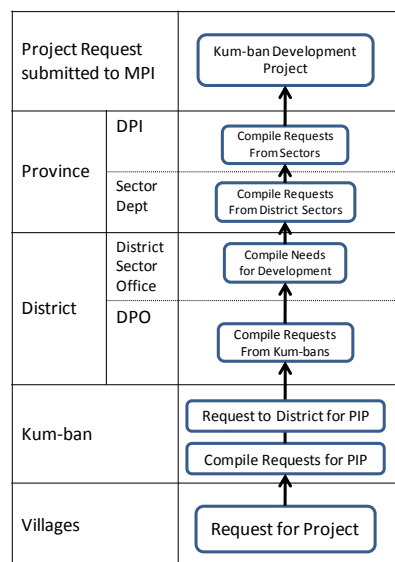 Project Request
submitted to MPI
Kum-ban Development
Project
Province
DPI
Compile Requests
From Sectors
Sector
Dept
Compile Requests
From District Sectors
District
District
Sector
Office
Compile Needs
for Development
DPO
Compile Requests
From Kum-bans
Kum-ban
Request to District for PIP
Compile Requests for PIP
Villages
Request for Project